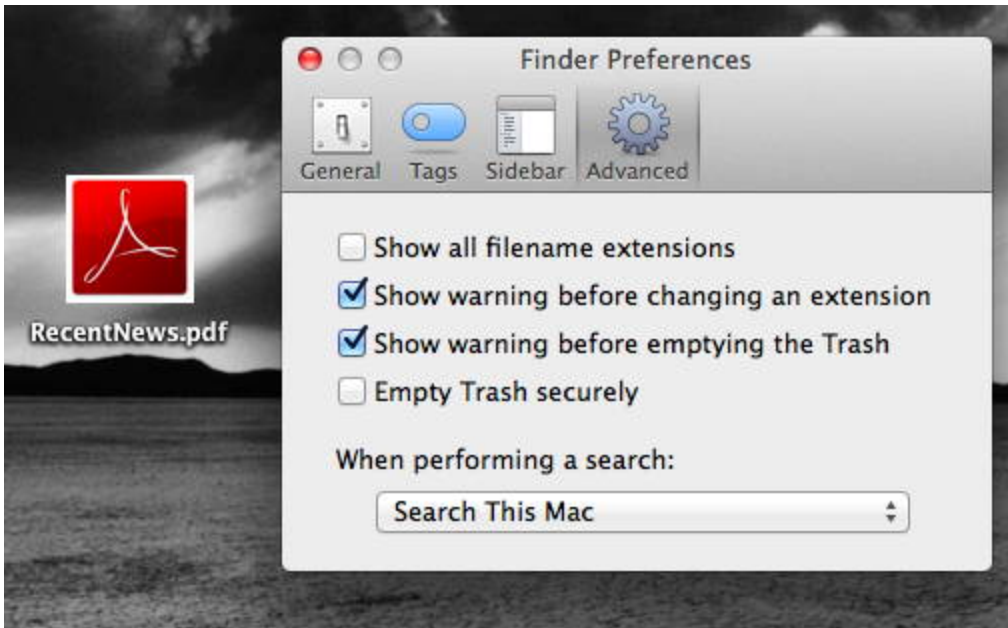 Finder Preferences
General Tags Sidebar Advanced
RecentNews.pdf
Show all filename extensions
Show warning before changing an extension
Show warning before emptying the Trash
Empty Trash securely
When performing a search:
Search This Mac